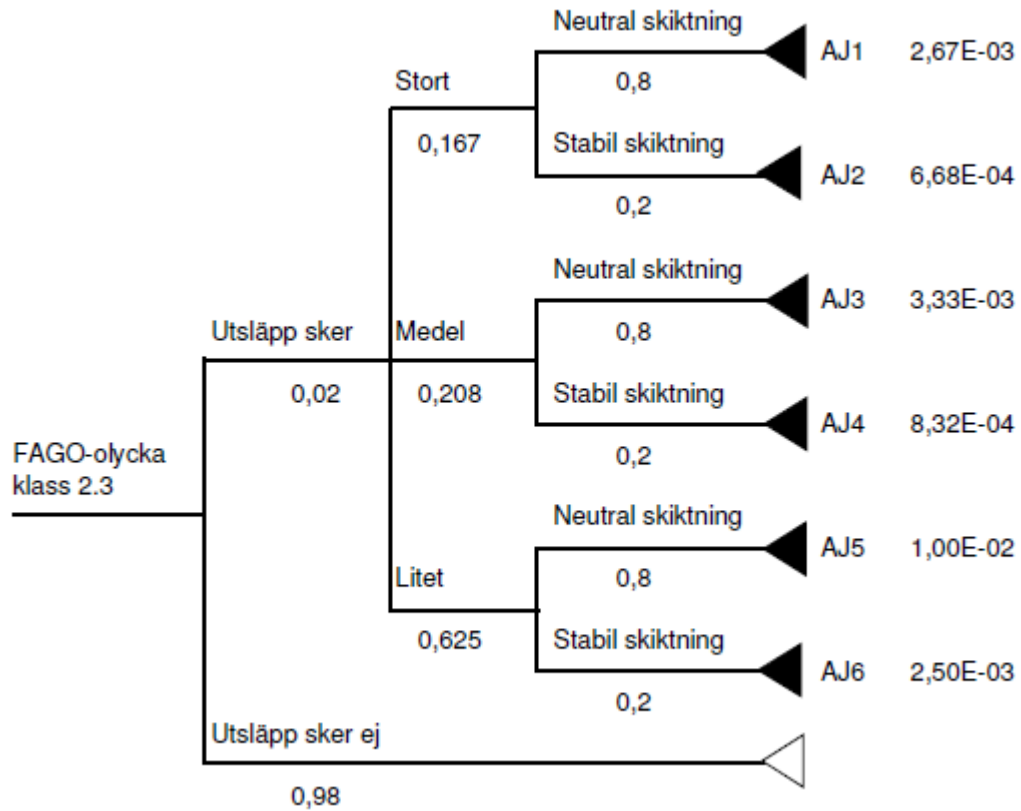 Neutral skiktning
AJ1 2,67E-03
0,8
Stort
0,167
Stabil skiktning
AJ2 6,68E-04
0,2
Neutral skiktning
AJ3 3,33E-03
0,8
Utsläpp sker
0,02
Medel
0,208
Stabil skiktning
AJ4 8,32E-04
0,2
FAGO-olycka
klass 2.3
Neutral skiktning
AJ5 1,00E-02
0,8
Litet
0,625
Stabil skiktning
AJ6 2,50E-03
0,2
Utsläpp sker ej
0,98